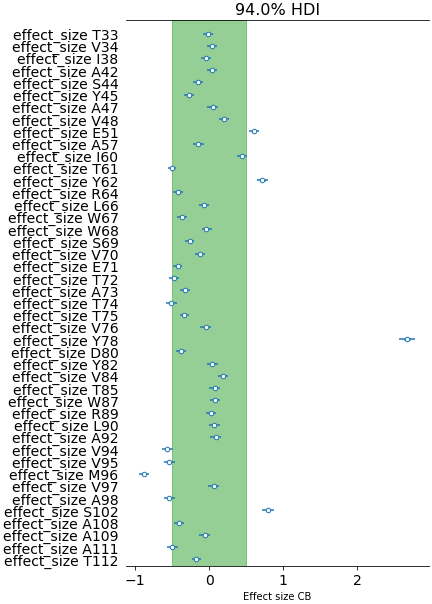 94.0% HDI
effect_size T33
effect_size V34
effect_size I38
effect_size A42
effect_size S44
effect_size Y45
effect_size A47
effect_size V48
effect_size E51
effect_size A57
effect_size I60
effect_size T61
effect_size Y62
effect_size R64
effect_size L66
effect_size W67
effect_size W68
effect_size S69
effect_size V70
effect_size E71
effect_size T72
effect_size A73
effect_size T74
effect_size T75
effect_size V76
effect_size Y78
effect_size D80
effect_size Y82
effect_size V84
effect_size T85
effect_size W87
effect_size R89
effect_size L90
effect_size A92
effect_size V94
effect_size V95
effect_size M96
effect_size V97
effect_size A98
effect_size S102
effect_size A108
effect_size A109
effect_size A111
effect_size T112
−1 0 1 2
Effect size CB